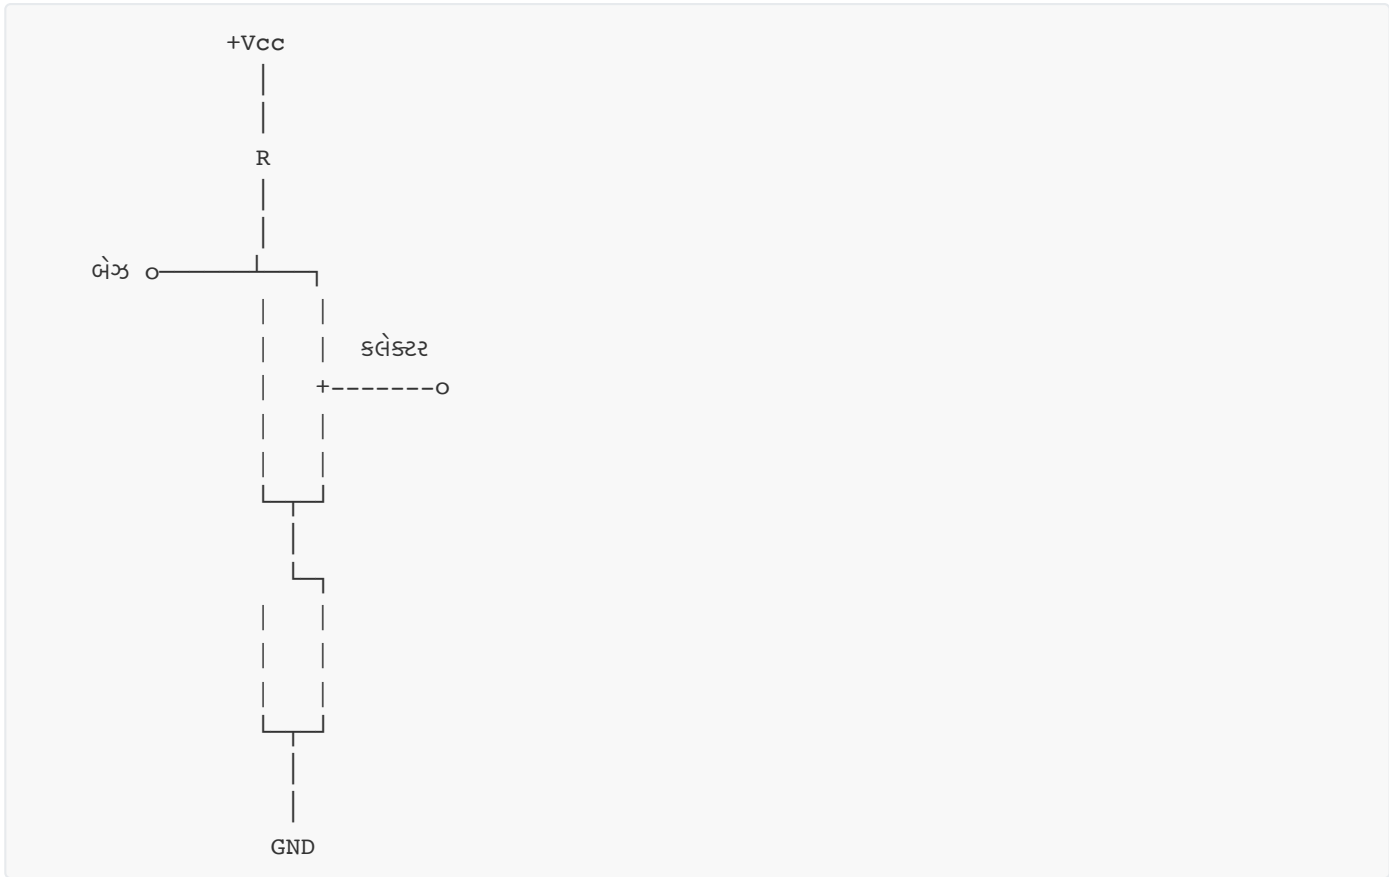 +Vcc
R
બેઝ o
કલેક્ટર
+-------o
GND